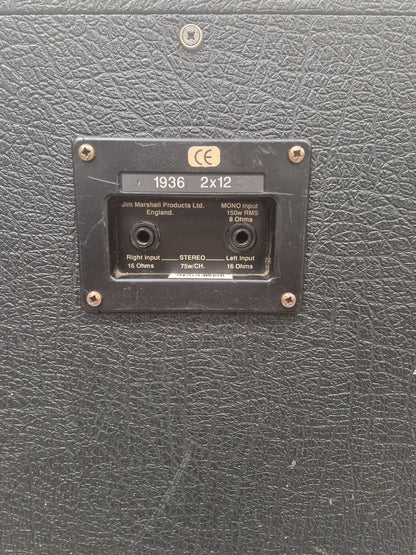 CE
1936 2x12
Jim Marshall Products Ltd.
England.
MONO Input
150w RMS
8 Ohms
Right Input
16 Ohms
STEREO
75w/CH.
Left Input
16 Ohms